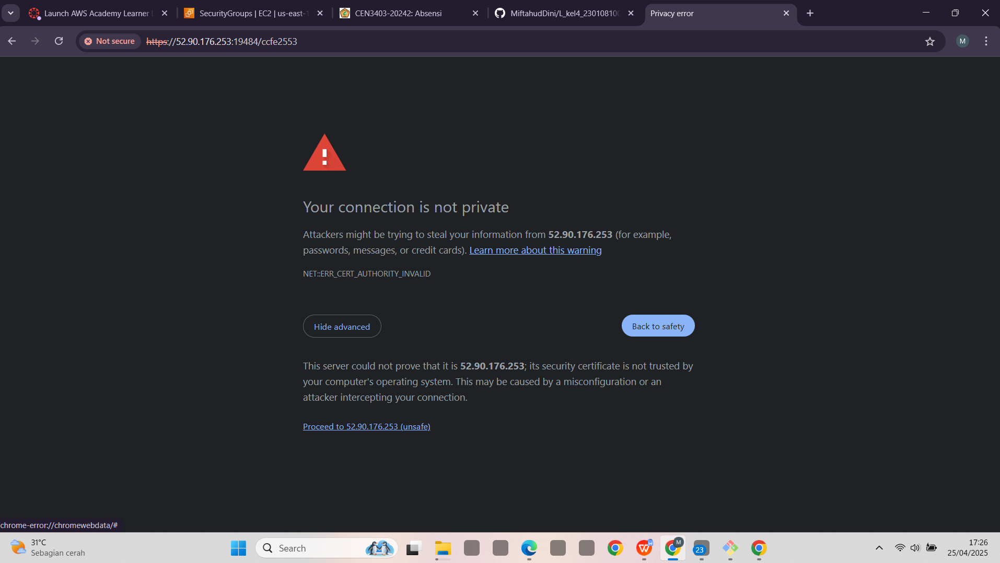 Launch AWS Academy Learner
SecurityGroups | EC2 | us-east-1
CEN3403-20242: Absensi
MiftahudDini/L_kel4_230108100
Privacy error
Not secure
https://52.90.176.253:19484/ccfe2553
M
Your connection is not private
Attackers might be trying to steal your information from 52.90.176.253 (for example,
passwords, messages, or credit cards). Learn more about this warning
NET::ERR_CERT_AUTHORITY_INVALID
Hide advanced
Back to safety
This server could not prove that it is 52.90.176.253; its security certificate is not trusted by
your computer's operating system. This may be caused by a misconfiguration or an
attacker intercepting your connection.
Proceed to 52.90.176.253 (unsafe)
chrome-error://chromewebdata/#
31°C
Sebagian cerah
Search
M
23
17:26
25/04/2025